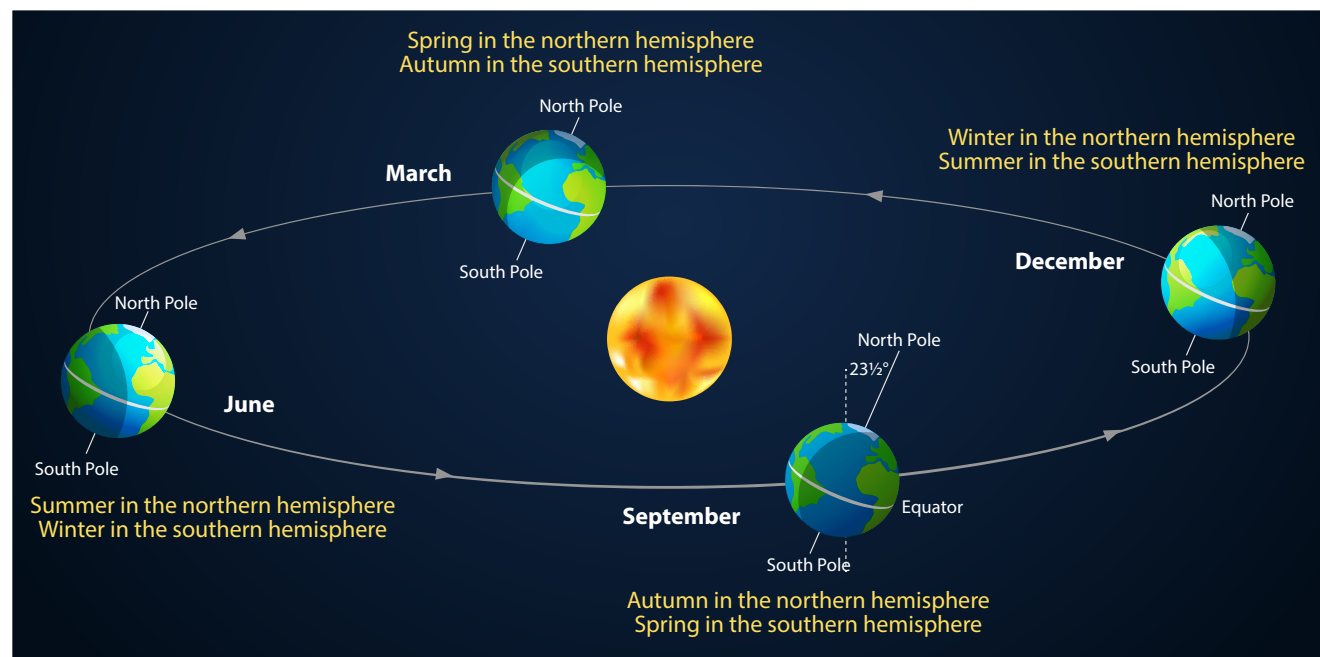 Spring in the northern hemisphere
Autumn in the southern hemisphere
North Pole
March
South Pole
Winter in the northern hemisphere
Summer in the southern hemisphere
North Pole
December
South Pole
North Pole
June
South Pole
Summer in the northern hemisphere
Winter in the southern hemisphere
North Pole
23½°
September
Equator
South Pole
Autumn in the northern hemisphere
Spring in the southern hemisphere